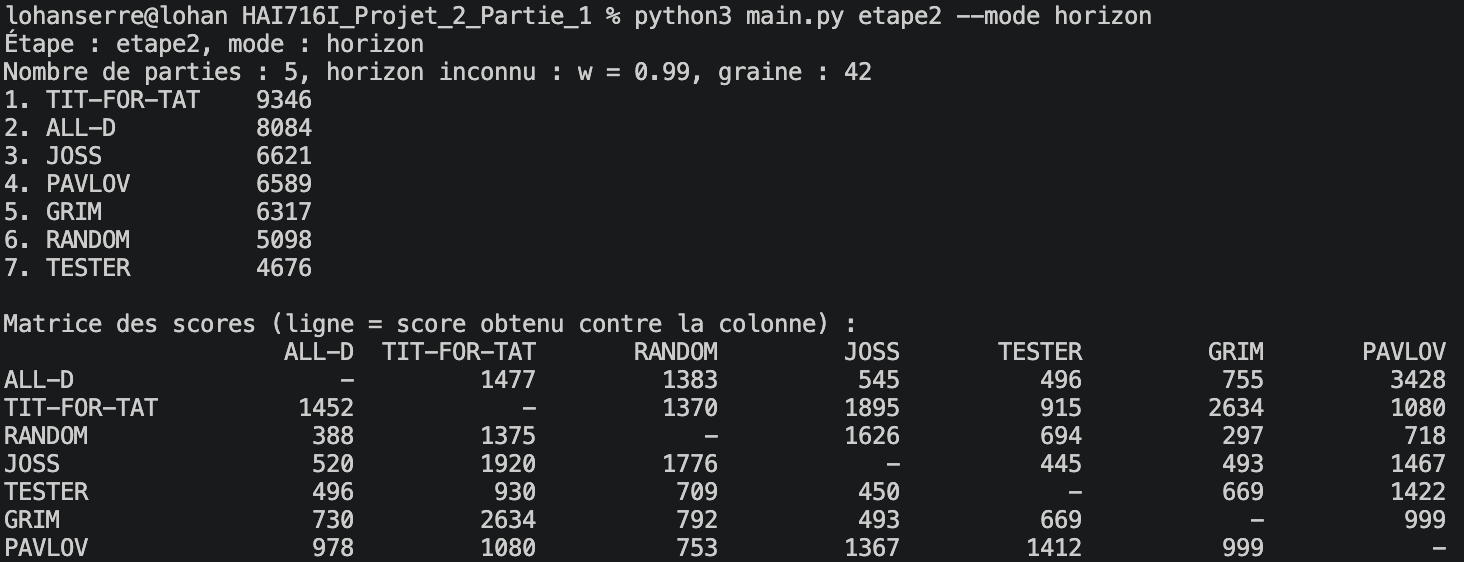 lohanserre@lohan HAI716I_Projet_2_Partie_1 % python3 main.py etape2 --mode horizon
Étape : etape2, mode : horizon
Nombre de parties : 5, horizon inconnu : w = 0.99, graine : 42
1. TIT-FOR-TAT    9346
2. ALL-D          8084
3. JOSS           6621
4. PAVLOV         6589
5. GRIM           6317
6. RANDOM         5098
7. TESTER         4676
Matrice des scores (ligne = score obtenu contre la colonne) :
                    ALL-D  TIT-FOR-TAT       RANDOM         JOSS       TESTER         GRIM       PAVLOV
ALL-D                   –         1477         1383          545          496          755         3428
TIT-FOR-TAT          1452            –         1370         1895          915         2634         1080
RANDOM                388         1375            –         1626          694          297          718
JOSS                  520         1920         1776            –          445          493         1467
TESTER                496          930          709          450            –          669         1422
GRIM                  730         2634          792          493          669            –          999
PAVLOV                978         1080          753         1367         1412          999            –